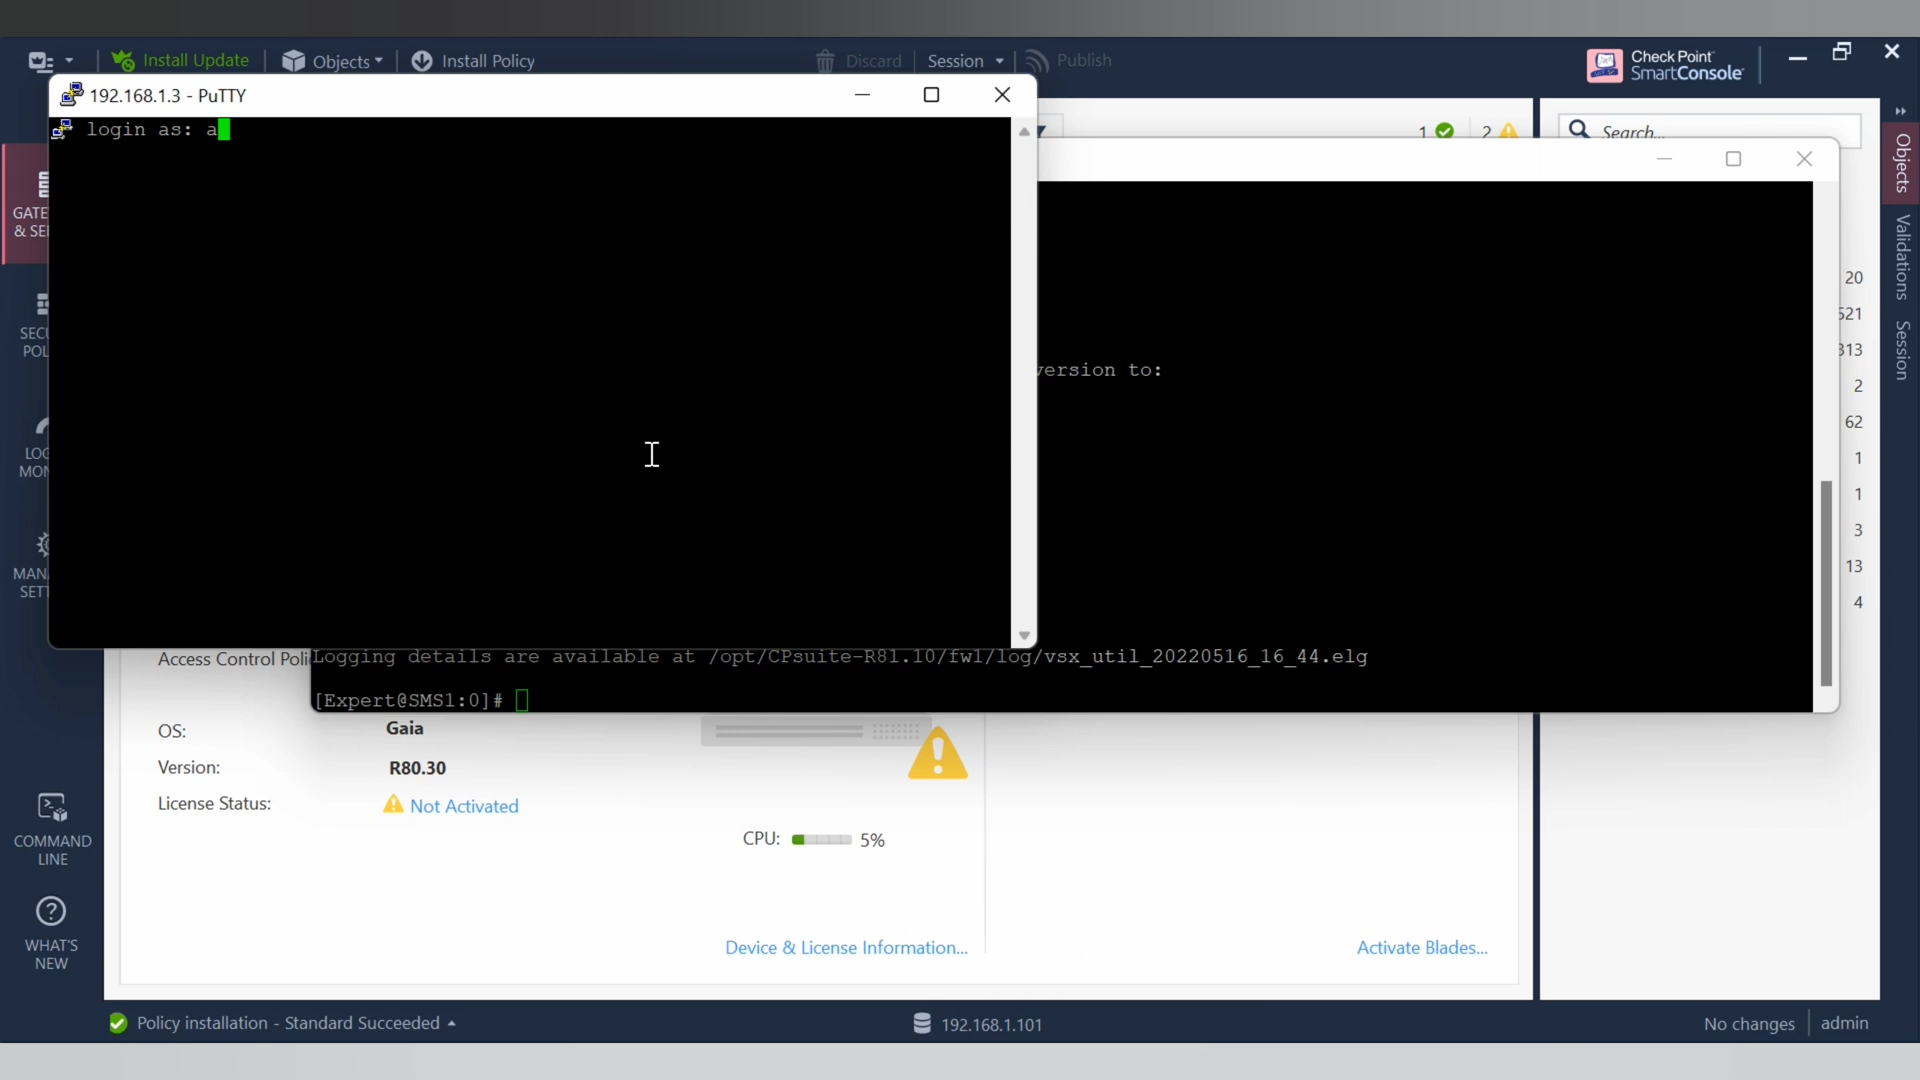 Install Update
Objects
Install Policy
Discard
Session
Publish
Check Point
SmartConsole
192.168.1.3 - PuTTY
login as: a
1
2
Search...
Objects
Validations
Session
version to:
20
521
313
2
62
1
1
3
13
4
Logging details are available at /opt/CPsuite-R81.10/fw1/log/vsx_util_20220516_16_44.elg
[Expert@SMS1:0]#
Access Control Poli
OS:
Gaia
Version:
R80.30
License Status:
Not Activated
CPU:
5%
COMMAND
LINE
WHAT'S
NEW
Device & License Information...
Activate Blades...
Policy installation - Standard Succeeded
192.168.1.101
No changes
admin
GATE
& SE
SECU
POL
LOG
MON
MAN
SETT